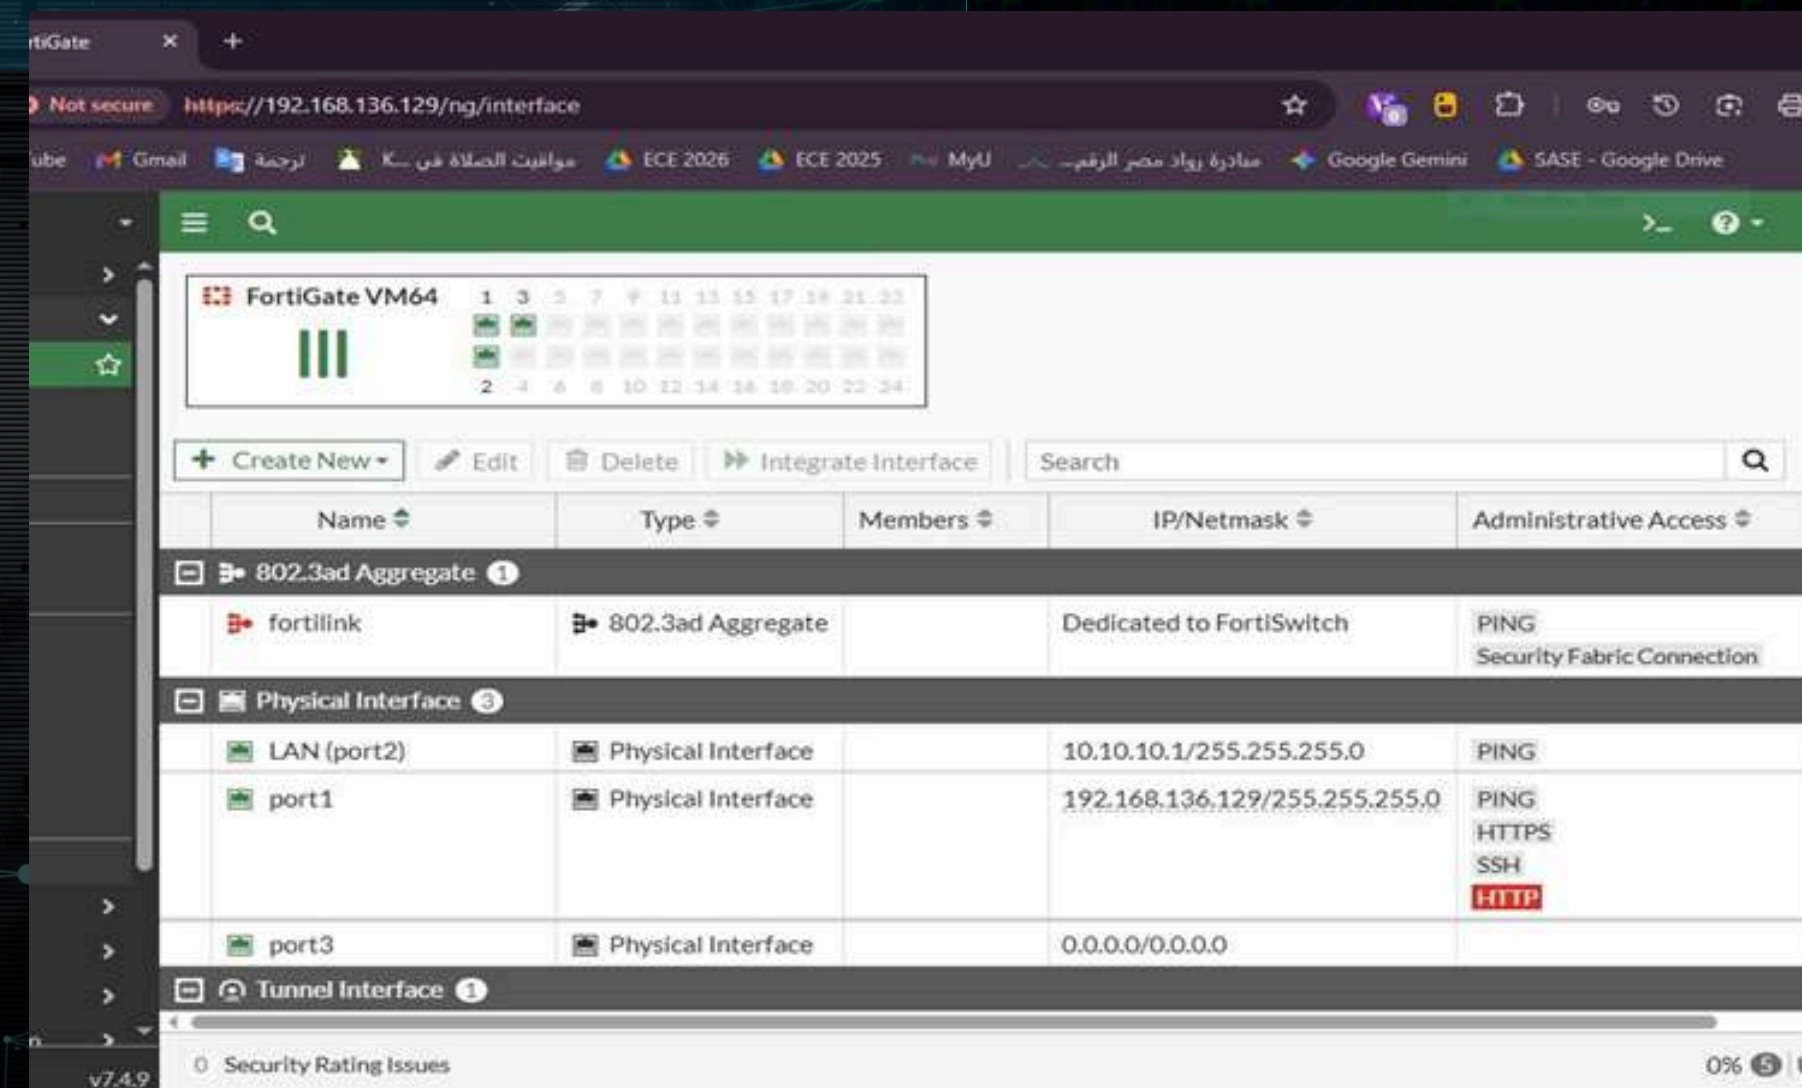 rtiGate × +
Not secure https://192.168.136.129/ng/interface
ube Gmail ترجمة مواقيت الصلاة في K... ECE 2026 ECE 2025 MyU مبادرة رواد مصر الرقم... Google Gemini SASE - Google Drive
>_
FortiGate VM64 1 3 5 7 9 11 13 15 17 19 21 23
2 4 6 8 10 12 14 16 18 20 22 24
+ Create New Edit Delete Integrate Interface Search
Name Type Members IP/Netmask Administrative Access
802.3ad Aggregate 1
fortilink 802.3ad Aggregate Dedicated to FortiSwitch PING
Security Fabric Connection
Physical Interface 3
LAN (port2) Physical Interface 10.10.10.1/255.255.255.0 PING
port1 Physical Interface 192.168.136.129/255.255.255.0 PING
HTTPS
SSH
HTTP
port3 Physical Interface 0.0.0.0/0.0.0.0
Tunnel Interface 1
n
v7.4.9 0 Security Rating Issues 0% 5